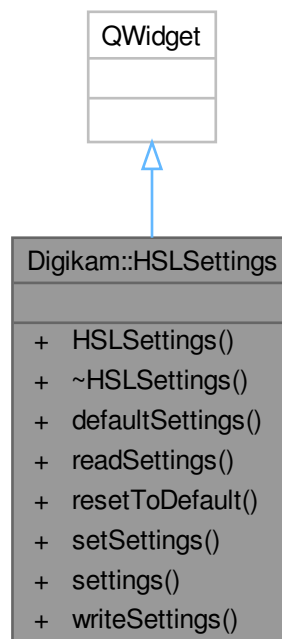 QWidget
Digikam::HSLSettings
+ HSLSettings()
+ ~HSLSettings()
+ defaultSettings()
+ readSettings()
+ resetToDefault()
+ setSettings()
+ settings()
+ writeSettings()